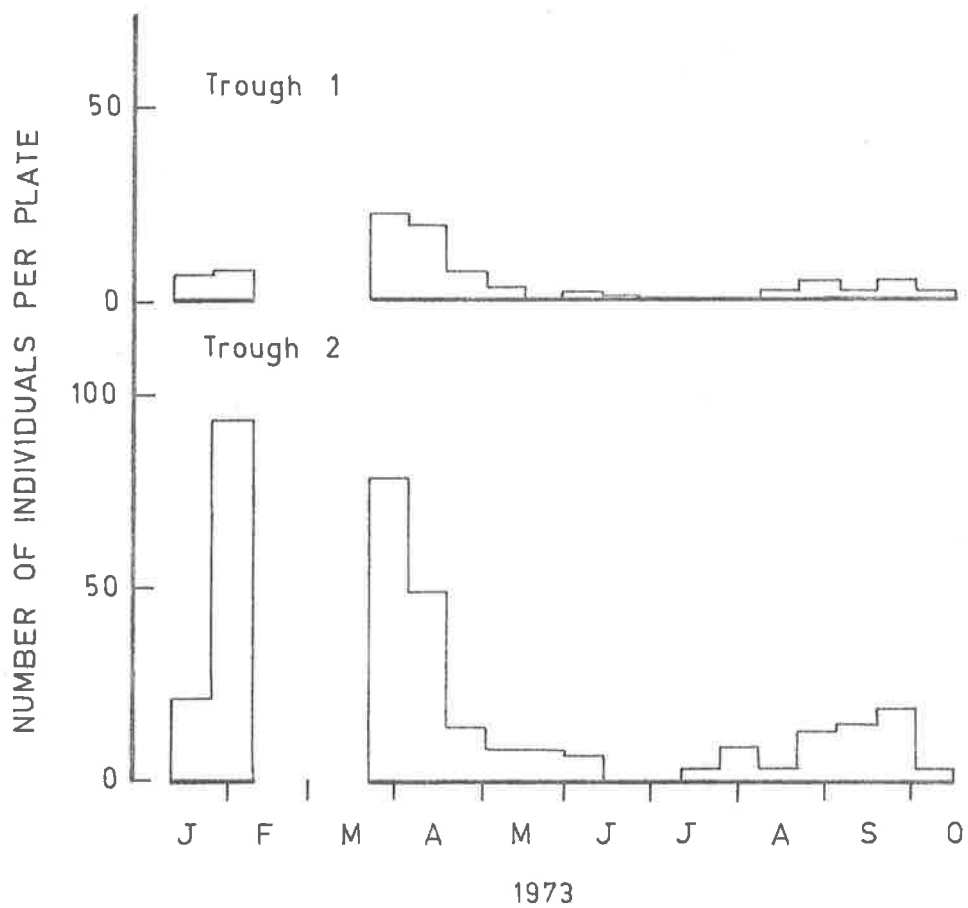 NUMBER OF INDIVIDUALS PER PLATE
Trough 1
50
0
Trough 2
100
50
0
J F M A M J J A S O
1973